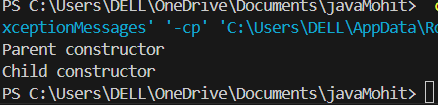 PS C:\Users\DELL\OneDrive\Documents\javaMohit>
xceptionMessages' '-cp' 'C:\Users\DELL\AppData\Ro
Parent constructor
Child constructor
PS C:\Users\DELL\OneDrive\Documents\javaMohit>